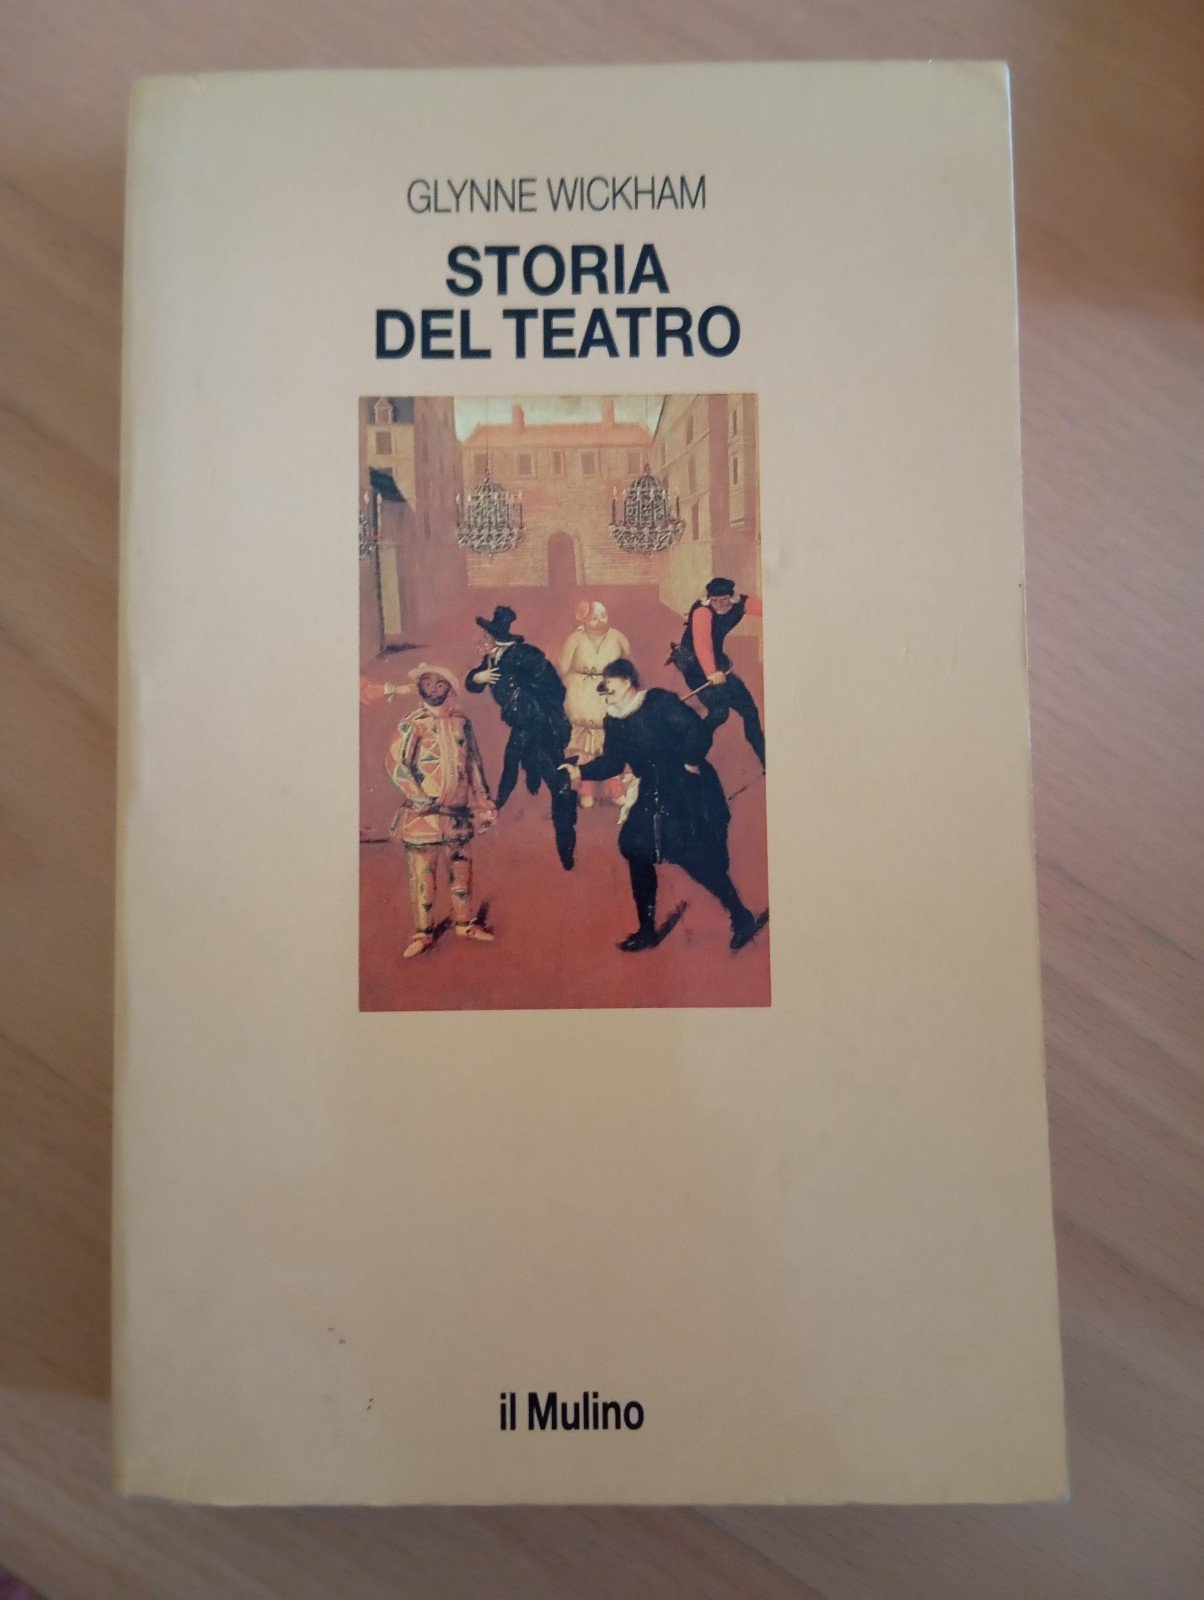 GLYNNE WICKHAM
STORIA
DEL TEATRO
il Mulino